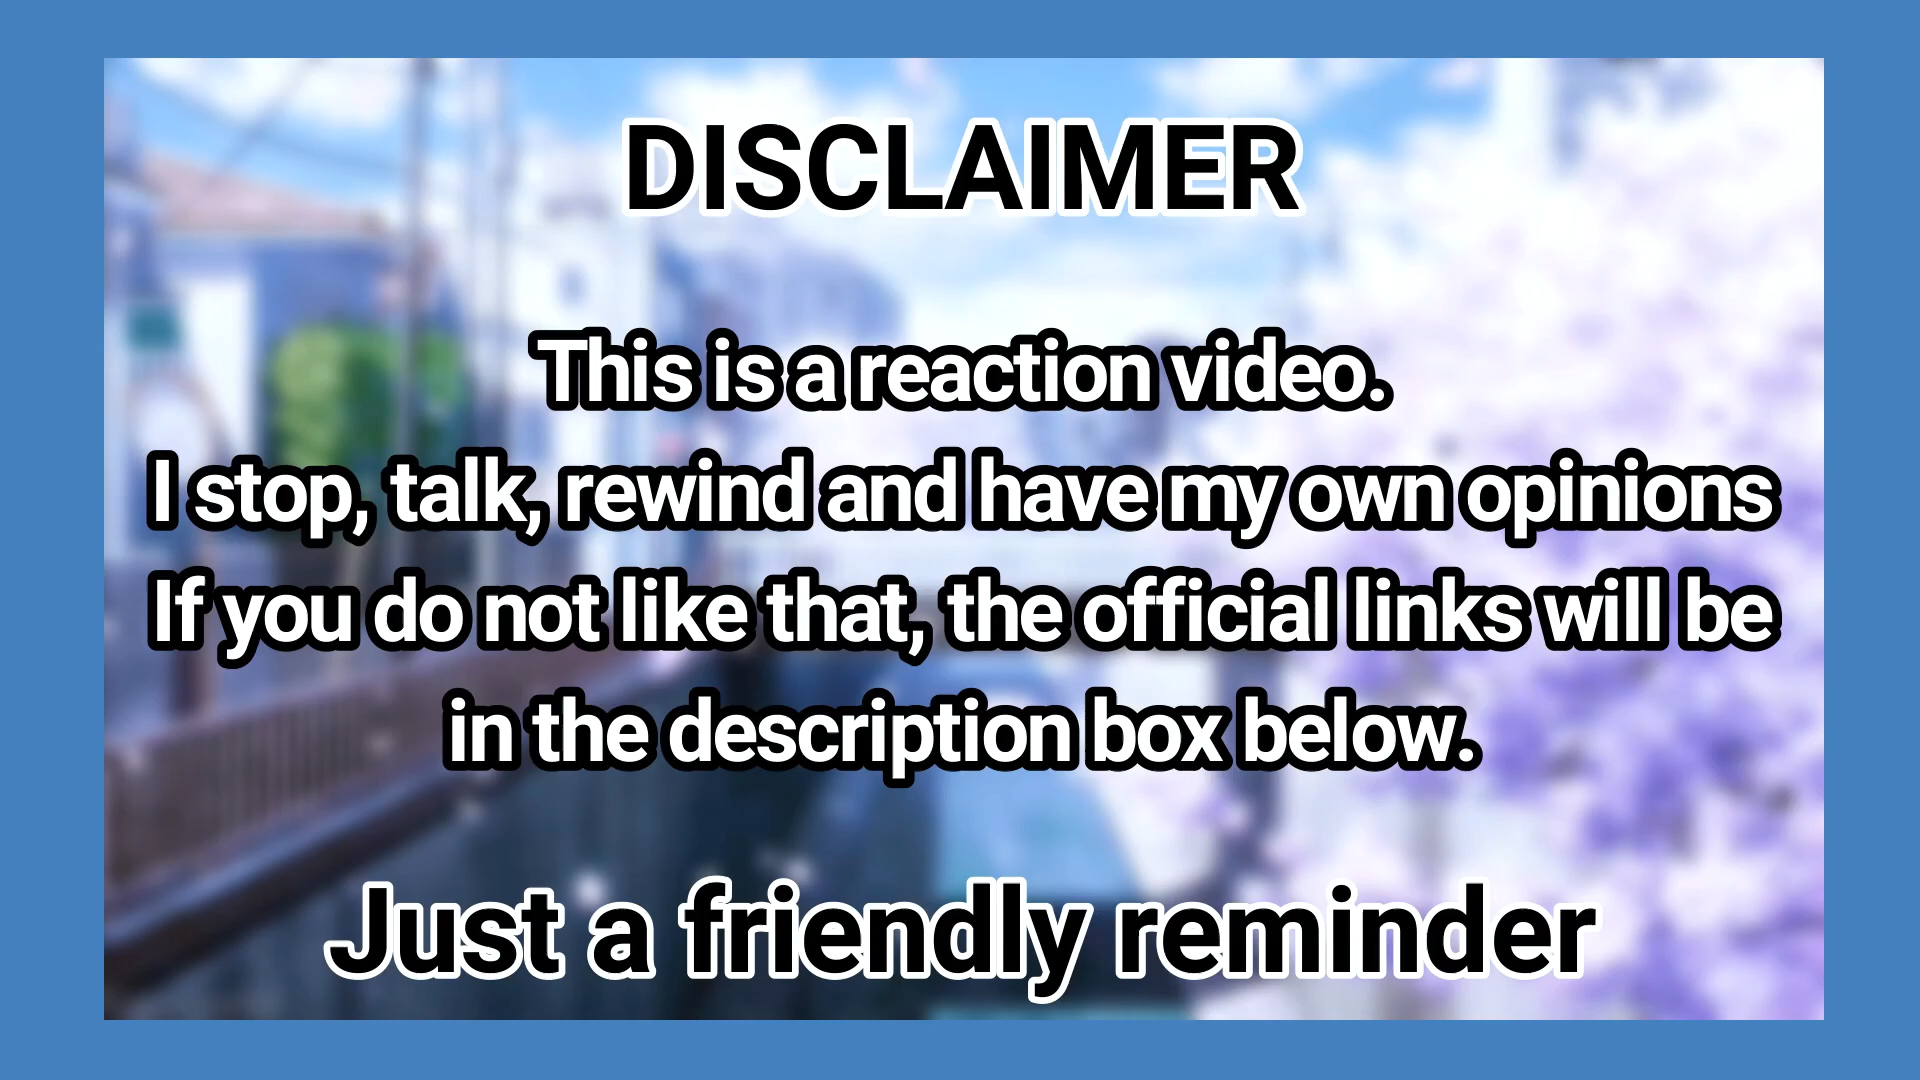 DISCLAIMER
This is a reaction video.
I stop, talk, rewind and have my own opinions
If you do not like that, the official links will be
in the description box below.
Just a friendly reminder